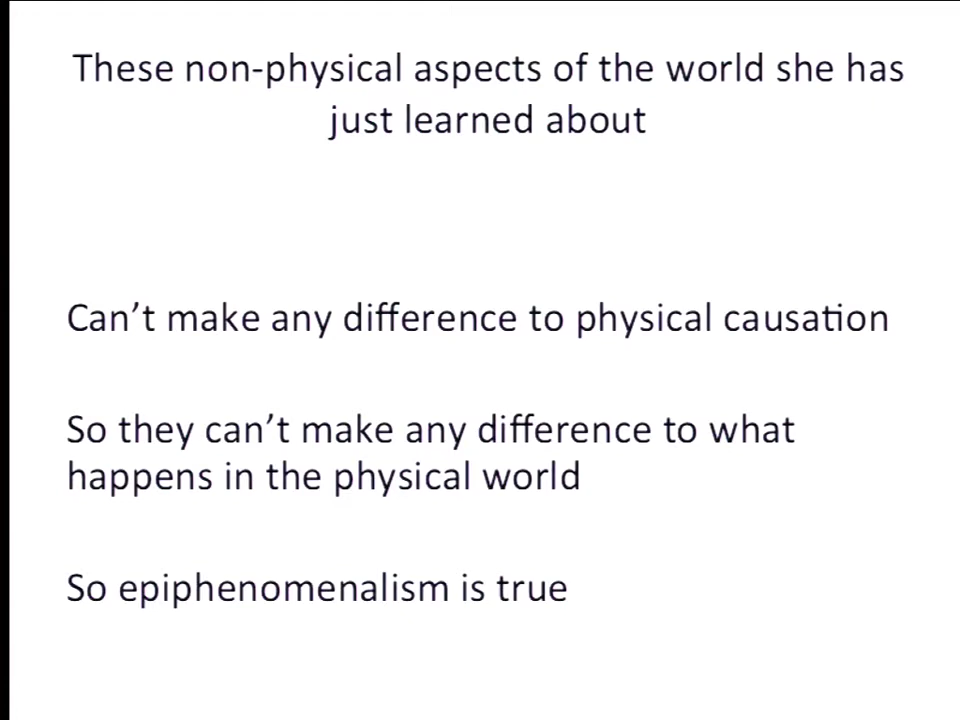 These non-physical aspects of the world she has
just learned about
Can’t make any difference to physical causation
So they can’t make any difference to what
happens in the physical world
So epiphenomenalism is true